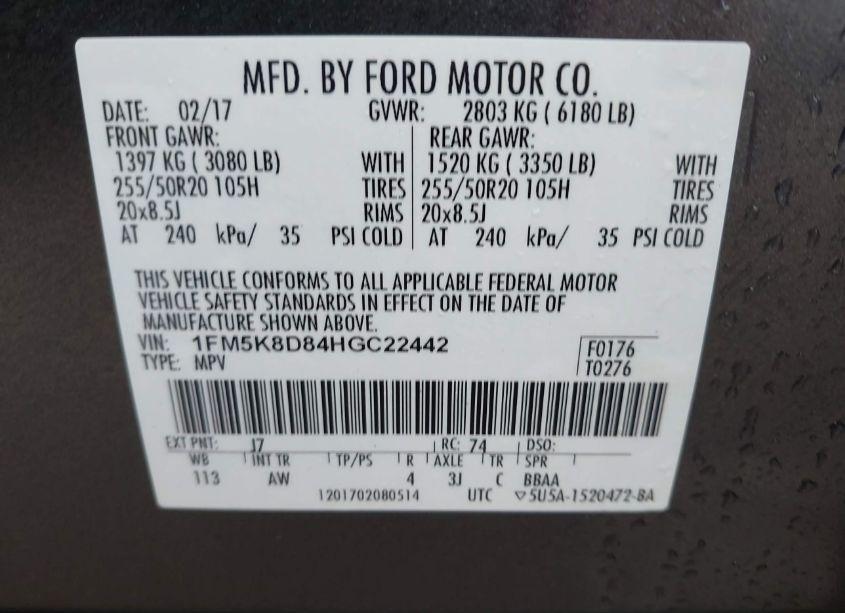 MFD. BY FORD MOTOR CO.
DATE: 02/17 GVWR: 2803 KG ( 6180 LB)
FRONT GAWR: REAR GAWR:
1397 KG ( 3080 LB) WITH 1520 KG ( 3350 LB) WITH
255/50R20 105H TIRES 255/50R20 105H TIRES
20x8.5J RIMS 20x8.5J RIMS
AT 240 kPa/ 35 PSI COLD AT 240 kPa/ 35 PSI COLD
THIS VEHICLE CONFORMS TO ALL APPLICABLE FEDERAL MOTOR
VEHICLE SAFETY STANDARDS IN EFFECT ON THE DATE OF
MANUFACTURE SHOWN ABOVE.
VIN: 1FM5K8D84HGC22442 F0176
TYPE: MPV T0276
EXT PNT: J7 RC: 74 DSO:
WB INT TR TP/PS R AXLE TR SPR
113 AW 4 3J C BBAA
1201702080514 UTC ▽5U5A-1520472-BA